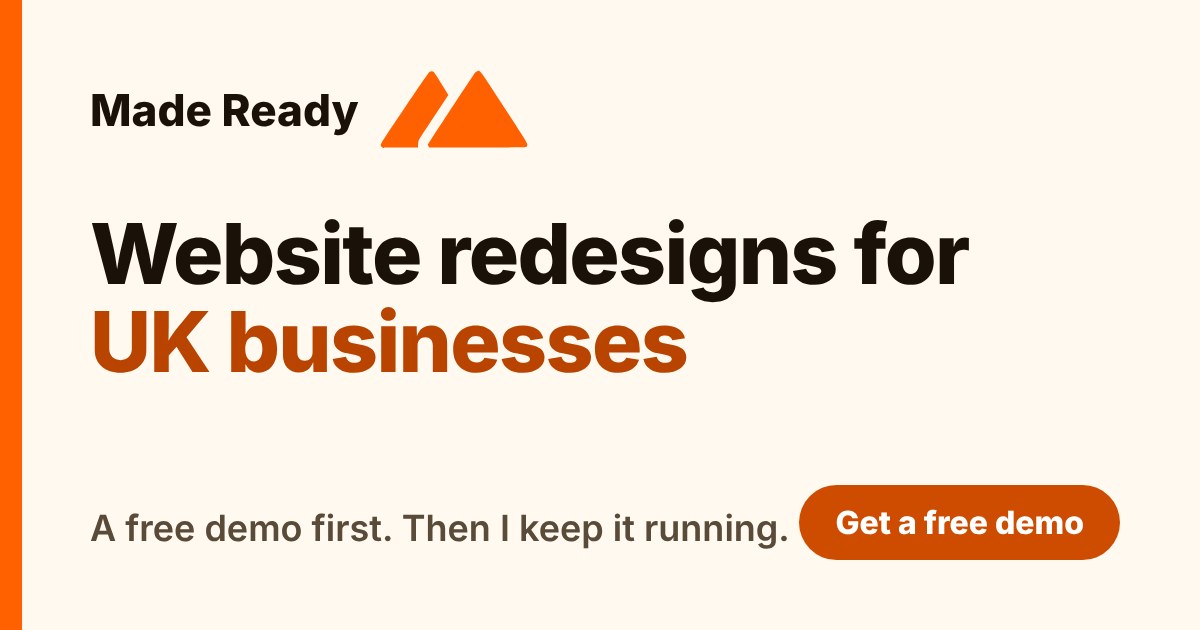 Made Ready
Website redesigns for
UK businesses
A free demo first. Then I keep it running.
Get a free demo